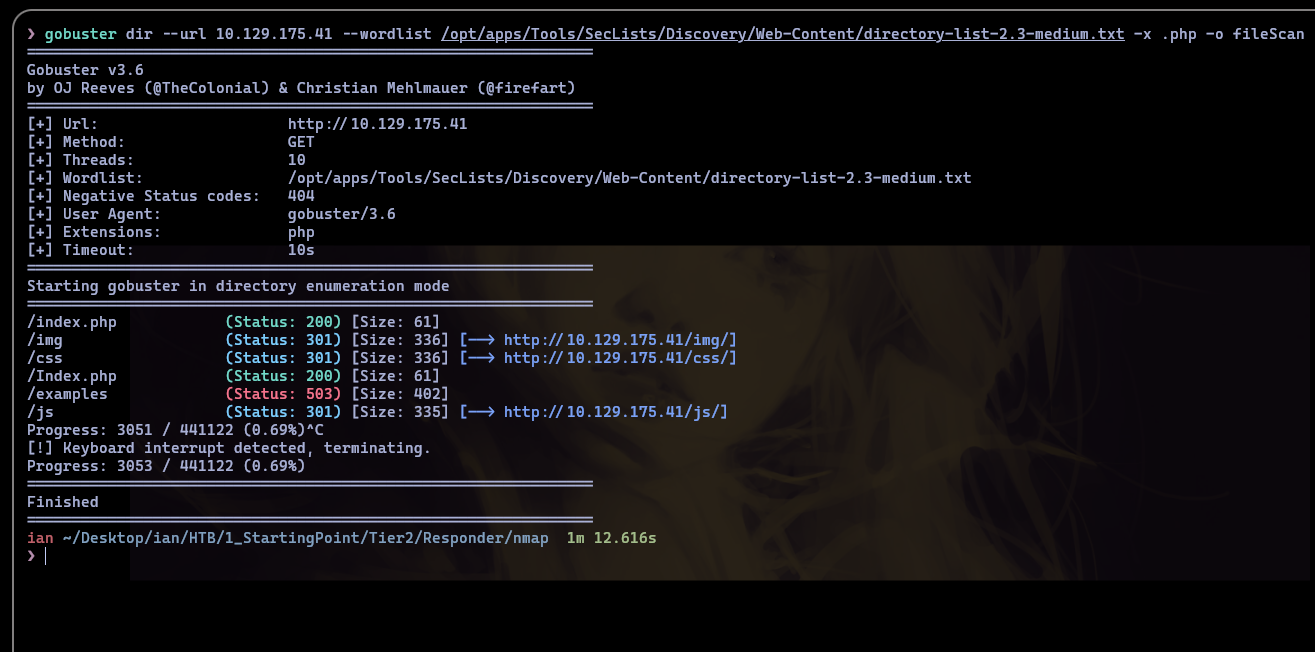 ❯ gobuster dir --url 10.129.175.41 --wordlist /opt/apps/Tools/SecLists/Discovery/Web-Content/directory-list-2.3-medium.txt -x .php -o fileScan
===============================================================
Gobuster v3.6
by OJ Reeves (@TheColonial) & Christian Mehlmauer (@firefart)
===============================================================
[+] Url:                     http://10.129.175.41
[+] Method:                  GET
[+] Threads:                 10
[+] Wordlist:                /opt/apps/Tools/SecLists/Discovery/Web-Content/directory-list-2.3-medium.txt
[+] Negative Status codes:   404
[+] User Agent:              gobuster/3.6
[+] Extensions:              php
[+] Timeout:                 10s
===============================================================
Starting gobuster in directory enumeration mode
===============================================================
/index.php            (Status: 200) [Size: 61]
/img                  (Status: 301) [Size: 336] [--> http://10.129.175.41/img/]
/css                  (Status: 301) [Size: 336] [--> http://10.129.175.41/css/]
/Index.php            (Status: 200) [Size: 61]
/examples             (Status: 503) [Size: 402]
/js                   (Status: 301) [Size: 335] [--> http://10.129.175.41/js/]
Progress: 3051 / 441122 (0.69%)^C
[!] Keyboard interrupt detected, terminating.
Progress: 3053 / 441122 (0.69%)
===============================================================
Finished
===============================================================
ian ~/Desktop/ian/HTB/1_StartingPoint/Tier2/Responder/nmap  1m 12.616s
❯